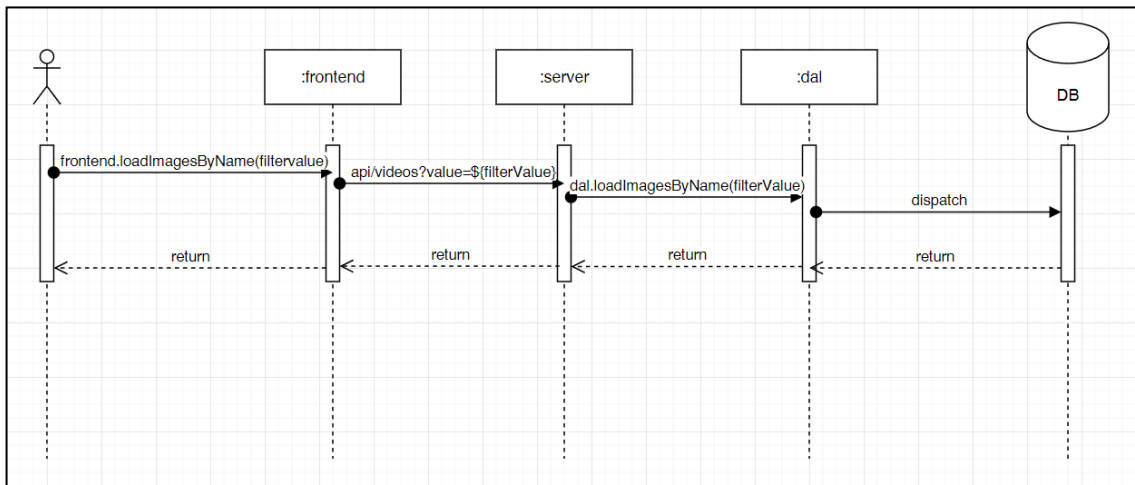 :frontend
:server
:dal
DB
frontend.loadImagesByName(filtervalue)
api/videos?value=${filterValue}
dal.loadImagesByName(filterValue)
dispatch
return
return
return
return